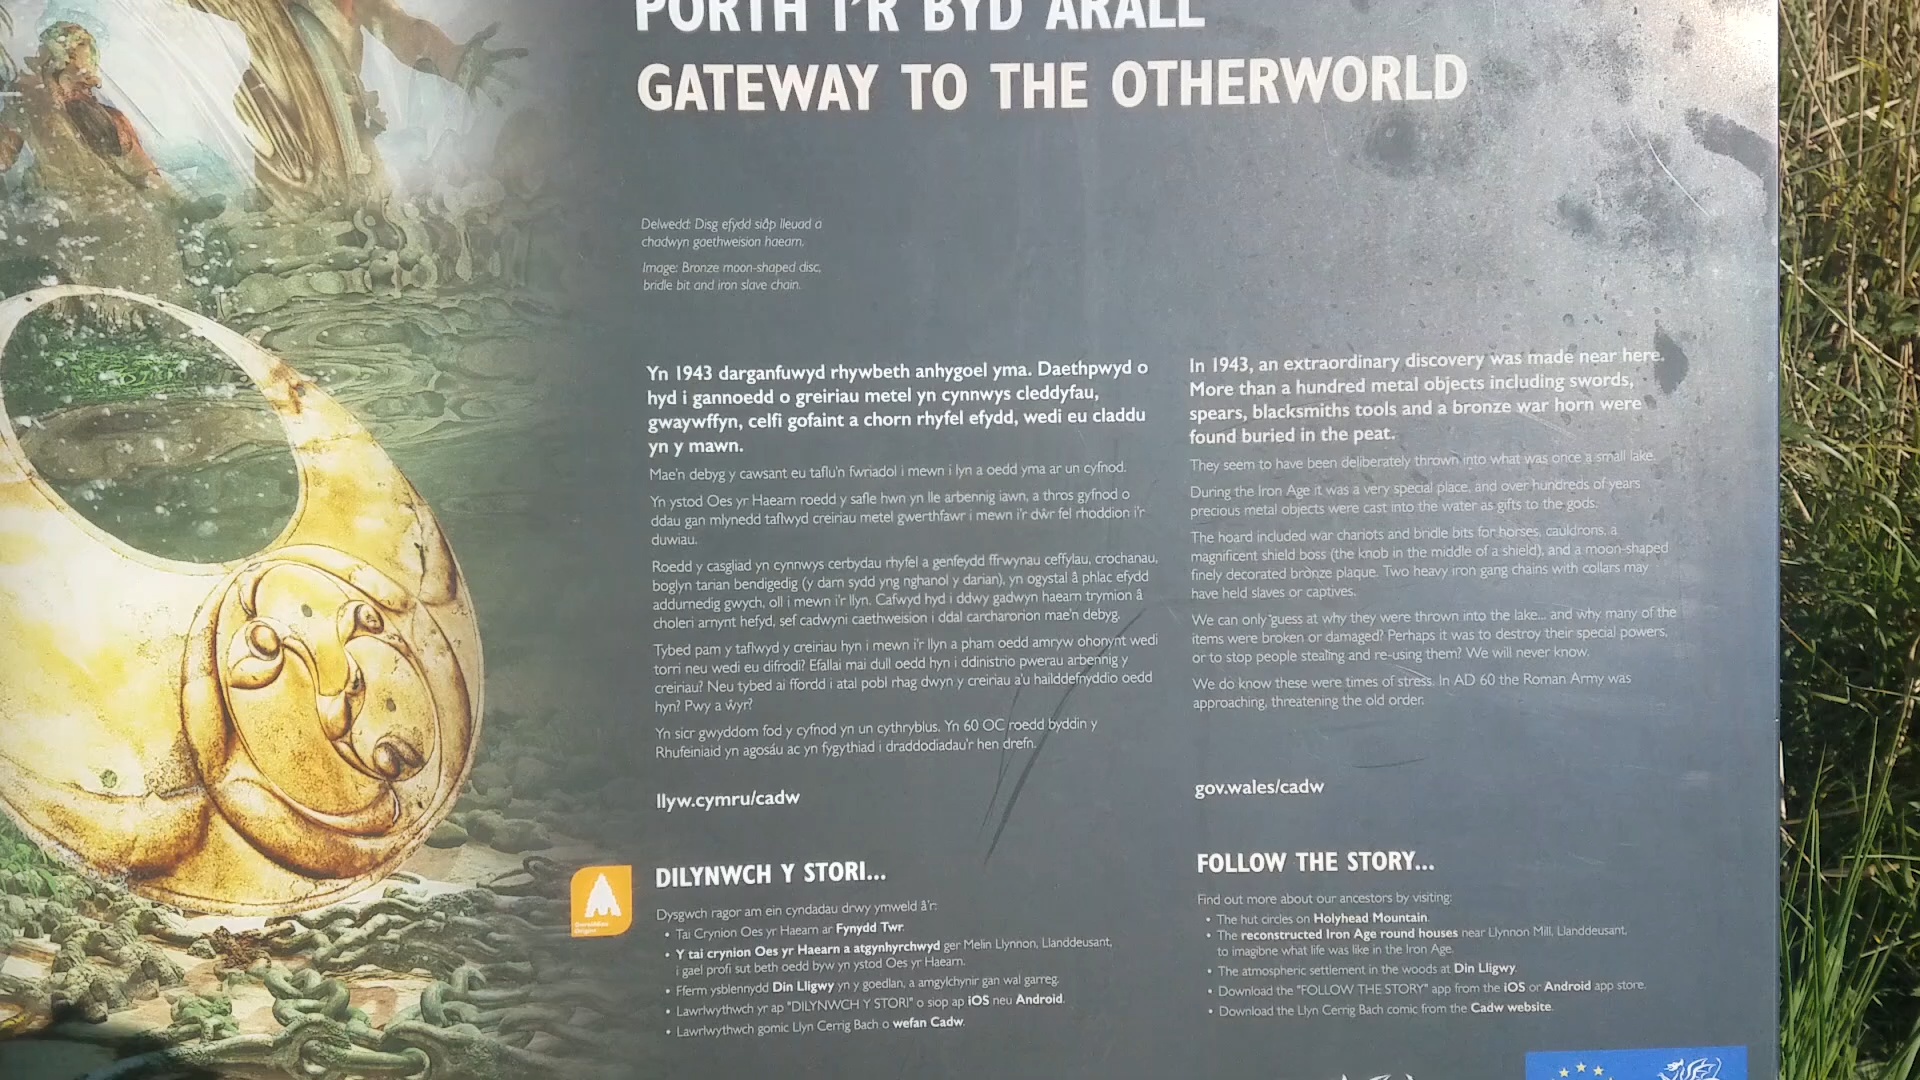 PORTH I'R BYD ARALL
GATEWAY TO THE OTHERWORLD
Delwedd: Disg efydd siâp lleuad a
chadwyn gaethweision haearn.
Image: Bronze moon-shaped disc,
bridle bit and iron slave chain.
Yn 1943 darganfuwyd rhywbeth anhygoel yma. Daethpwyd o
hyd i gannoedd o greiriau metel yn cynnwys cleddyfau,
gwaywffyn, celfi gofaint a chorn rhyfel efydd, wedi eu claddu
yn y mawn.
Mae'n debyg y cawsant eu taflu'n fwriadol i mewn i lyn a oedd yma ar un cyfnod.
Yn ystod Oes yr Haearn roedd y safle hwn yn lle arbennig iawn, a thros gyfnod o
ddau gan mlynedd taflwyd creiriau metel gwerthfawr i mewn i'r dŵr fel rhoddion i'r
duwiau.
Roedd y casgliad yn cynnwys cerbydau rhyfel a genfeydd ffrwynau ceffylau, crochanau,
boglyn tarian bendigedig (y darn sydd yng nghanol y darian), yn ogystal â phlac efydd
addurnedig gwych, oll i mewn i'r llyn. Cafwyd hyd i ddwy gadwyn haearn trymion â
choleri arnynt hefyd, sef cadwyni caethweision i ddal carcharorion mae'n debyg.
Tybed pam y taflwyd y creiriau hyn i mewn i'r llyn a pham oedd amryw ohonynt wedi
torri neu wedi eu difrodi? Efallai mai dull oedd hyn i ddinistrio pwerau arbennig y
creiriau? Neu tybed ai ffordd i atal pobl rhag dwyn y creiriau a'u hailddefnyddio oedd
hyn? Pwy a ŵyr?
Yn sicr gwyddom fod y cyfnod yn un cythryblus. Yn 60 OC roedd byddin y
Rhufeiniaid yn agosáu ac yn fygythiad i draddodiadau'r hen drefn.
llyw.cymru/cadw
DILYNWCH Y STORI...
Dysgwch ragor am ein cyndadau drwy ymweld â'r:
• Tai Crynion Oes yr Haearn ar Fynydd Twr.
• Y tai crynion Oes yr Haearn a atgynhyrchwyd ger Melin Llynnon, Llanddeusant,
i gael profi sut beth oedd byw yn ystod Oes yr Haearn.
• Fferm ysblennydd Din Lligwy yn y goedlan, a amgylchynir gan wal garreg.
• Lawrlwythwch yr ap "DILYNWCH Y STORI" o siop ap iOS neu Android.
• Lawrlwythwch gomic Llyn Cerrig Bach o wefan Cadw.
In 1943, an extraordinary discovery was made near here.
More than a hundred metal objects including swords,
spears, blacksmiths tools and a bronze war horn were
found buried in the peat.
They seem to have been deliberately thrown into what was once a small lake.
During the Iron Age it was a very special place, and over hundreds of years
precious metal objects were cast into the water as gifts to the gods.
The hoard included war chariots and bridle bits for horses, cauldrons, a
magnificent shield boss (the knob in the middle of a shield), and a moon-shaped
finely decorated bronze plaque. Two heavy iron gang chains with collars may
have held slaves or captives.
We can only guess at why they were thrown into the lake... and why many of the
items were broken or damaged? Perhaps it was to destroy their special powers,
or to stop people stealing and re-using them? We will never know.
We do know these were times of stress. In AD 60 the Roman Army was
approaching, threatening the old order.
gov.wales/cadw
FOLLOW THE STORY...
Find out more about our ancestors by visiting:
• The hut circles on Holyhead Mountain.
• The reconstructed Iron Age round houses near Llynnon Mill, Llanddeusant,
to imagibne what life was like in the Iron Age.
• The atmospheric settlement in the woods at Din Lligwy.
• Download the "FOLLOW THE STORY" app from the iOS or Android app store.
• Download the Llyn Cerrig Bach comic from the Cadw website.